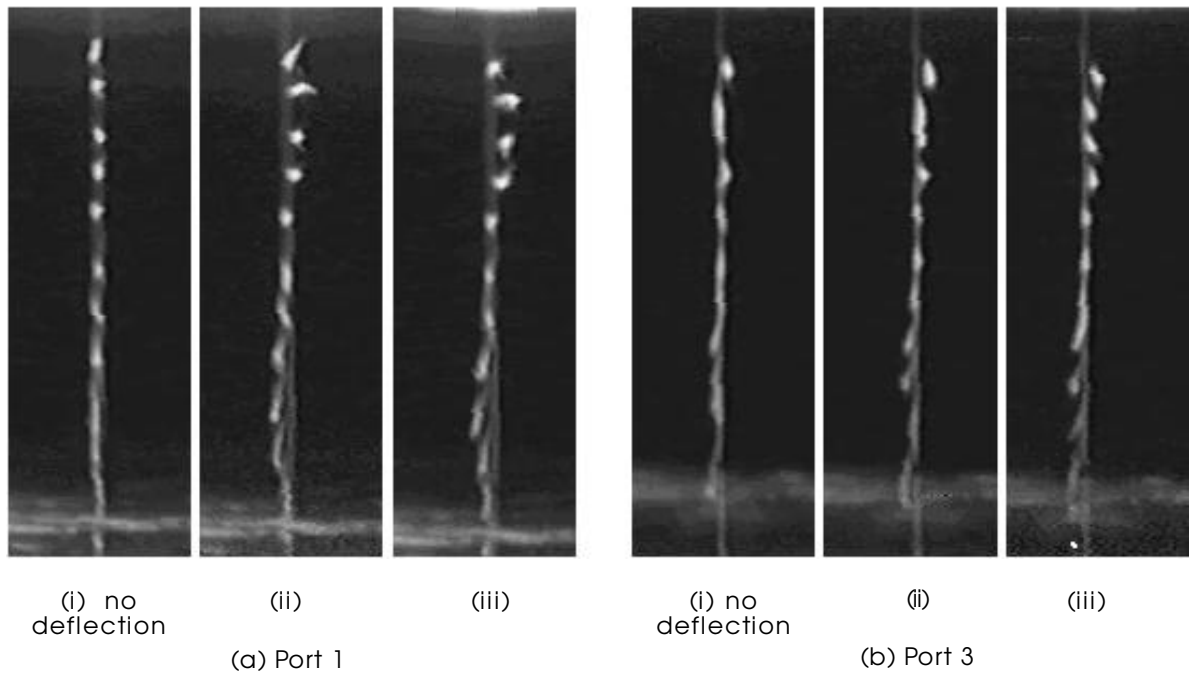 (i) no
deflection
(ii)
(iii)
(i) no
deflection
(ii)
(iii)
(a) Port 1
(b) Port 3